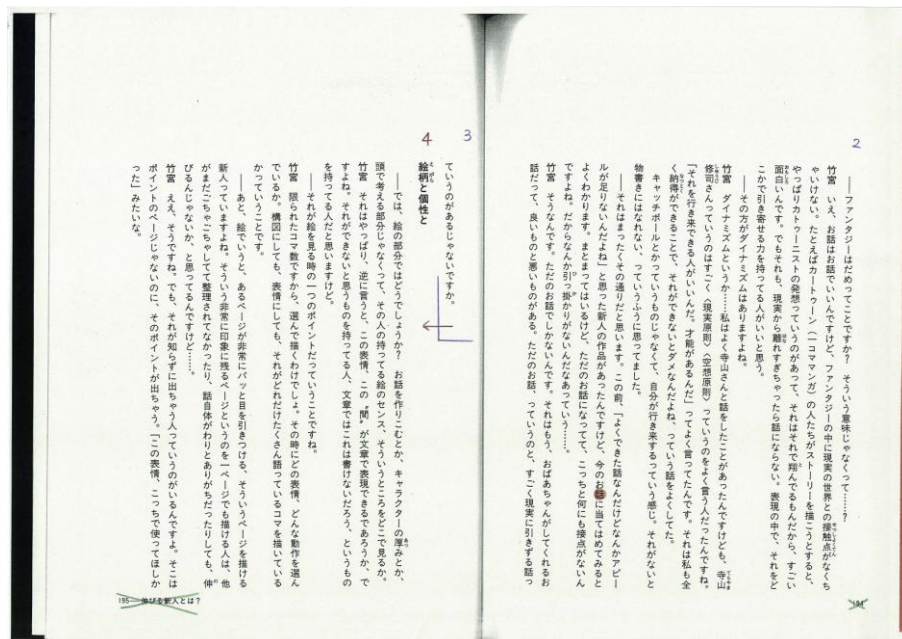 2
――ファンタジーはだめってことですか？　そういう意味じゃなくって……？
竹宮　いえ、お話はお話でいいんですけど、ファンタジーの中に現実の世界との接触点がなくち
ゃいけない。たとえばカートゥーン（一コママンガ）の人たちがストーリーを描こうとすると、
やっぱりカトゥーニストの発想っていうのがあって、それはそれで翔んでるもんだから、すごい
面白いんです。でもそれも、現実から離れすぎちゃったら話にならない。表現の中で、それをど
こかで引き寄せる力を持ってる人がいいと思う。
――その方がダイナミズムはありますよね。
竹宮　ダイナミズムというか……私はよく寺山さんと話をしたことがあったんですけども、寺山
修司さんっていうのはすごく〈現実原則〉〈空想原則〉っていうのをよく言う人だったんですね。
「それを行き来できる人がいいんだ。才能があるんだ」ってよく言ってたんです。それは私も全
く納得ができることで、それができないとダメなんだよね、っていう話をよくしてた。
キャッチボールとかっていうものじゃなくて、自分が行き来するっていう感じ。それがないと
物書きにはなれない、っていうふうに思ってました。
――それはまったくその通りだと思います。この前、「よくできた話なんだけどなんかアピー
ルが足りないんだよね」と思った新人の作品があったんですけど、今のお話に当てはめてみると
よくわかります。まとまってはいるけど、ただのお話になってて、こっちと何にも接点がないん
ですよね。だからなんか引っ掛かりがないんだなあっていう……。
竹宮　そうなんです。ただのお話でしかないんです。それはもう、おばあちゃんがしてくれるお
話だって、良いものと悪いものがある。ただのお話、っていうのと、すごく現実に引きずる話っ
194
3
ていうのがあるじゃないですか。
4
絵柄と個性と
――では、絵の部分ではどうでしょうか？　お話を作りこむとか、キャラクターの厚みとか、
頭で考える部分じゃなくって、その人の持ってる絵のセンス、そういうところをどこで見るか。
竹宮　それはやっぱり、逆に言うと、この表情、この〝間〟が文章で表現できるであろうか、で
すよね。それができないと思うものを持ってる人、文章ではこれは書けないだろう、というもの
を持ってる人だと思いますけど。
――それが絵を見る時の一つのポイントだっていうことですね。
竹宮　限られたコマ数ですから、選んで描くわけでしょ。その時にどの表情、どんな動作を選ん
でいるか。構図にしても、表情にしても、それがどれだけたくさん語っているコマを描いている
かっていうことです。
――あと、絵でいうと、あるページが非常にパッと目を引きつける、そういうページを描ける
新人っていますよね。そういう非常に印象に残るページというのを一ページでも描ける人は、他
がまだごちゃごちゃしてて整理されてなかったり、話自体がわりとありがちだったりしても、伸
びるんじゃないか、と思ってるんですけど……。
竹宮　ええ、そうですね。でも、それが知らずに出ちゃう人っていうのがいるんですよ。そこは
ポイントのページじゃないのに、そのポイントが出ちゃう。「この表情、こっちで使ってほしか
った」みたいな。
195――伸びる新人とは？